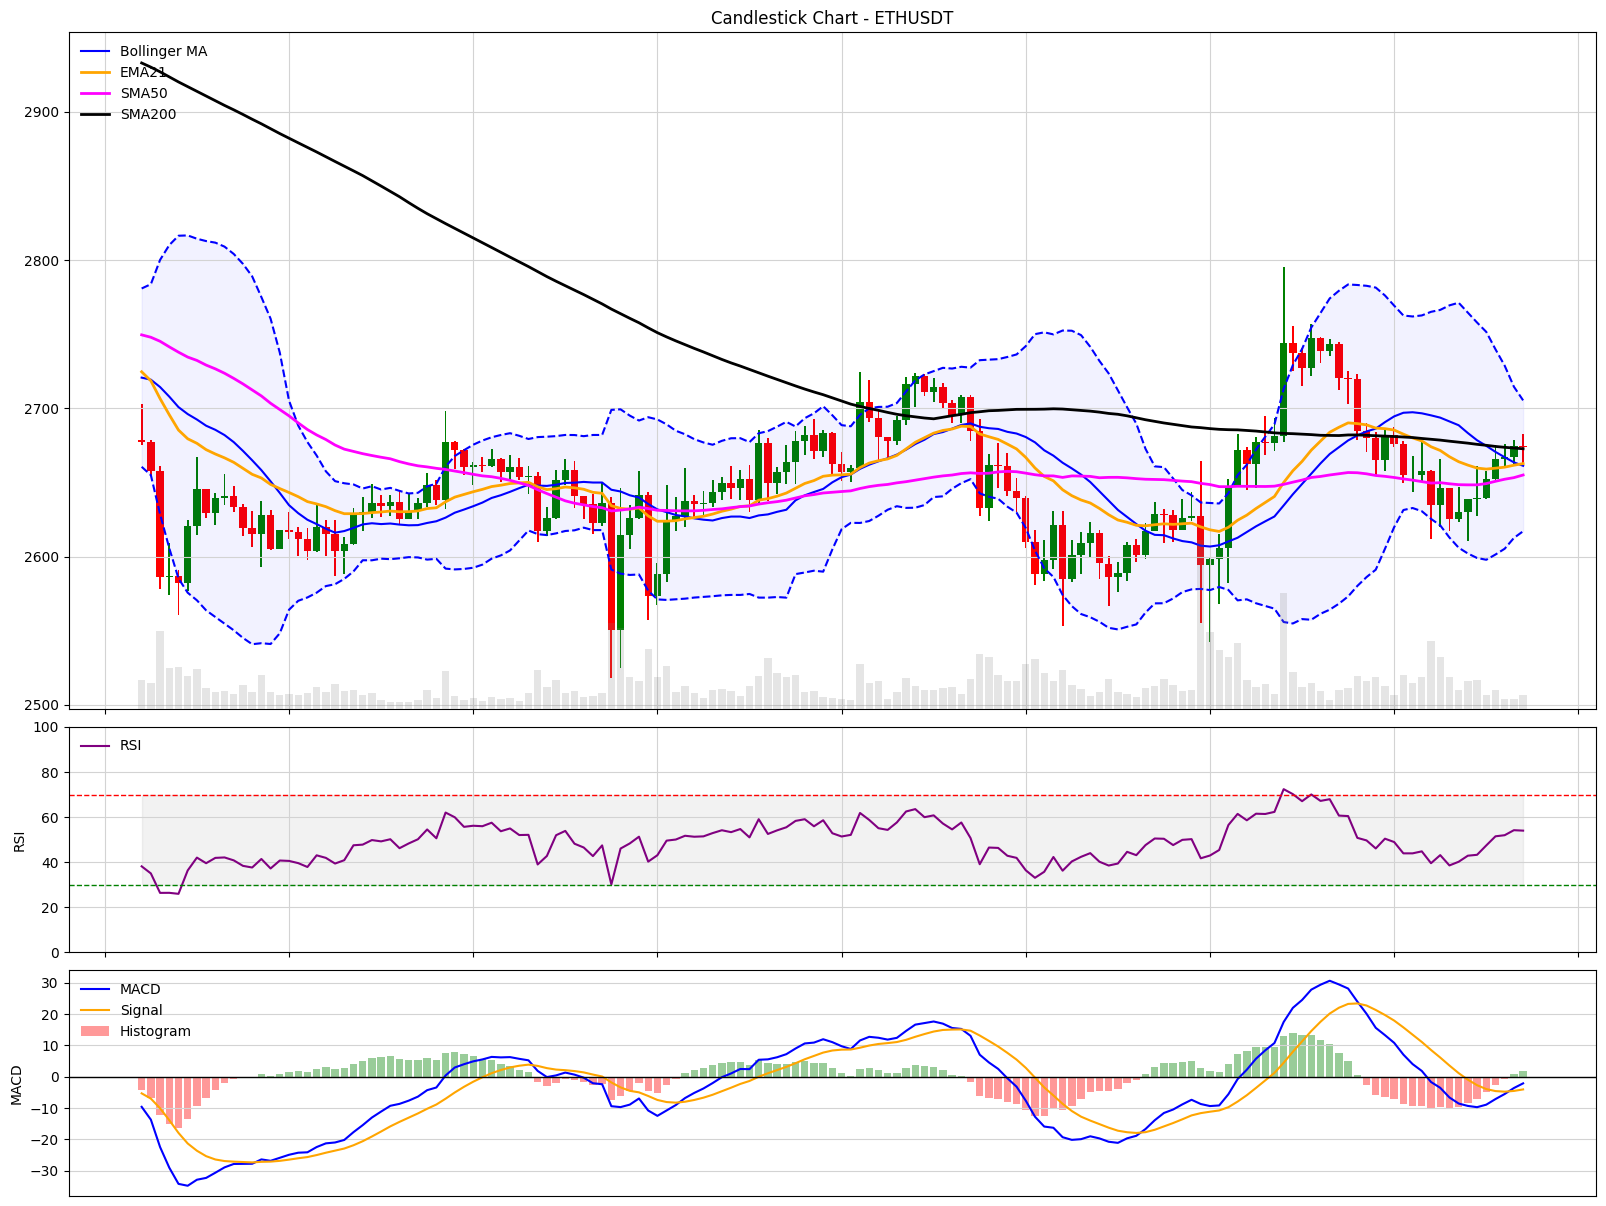 Candlestick Chart - ETHUSDT
Bollinger MA
EMA21
SMA50
SMA200
2900
2800
2700
2600
2500
100
RSI
80
60
40
20
0
RSI
MACD
Signal
Histogram
30
20
10
0
−10
−20
−30
MACD